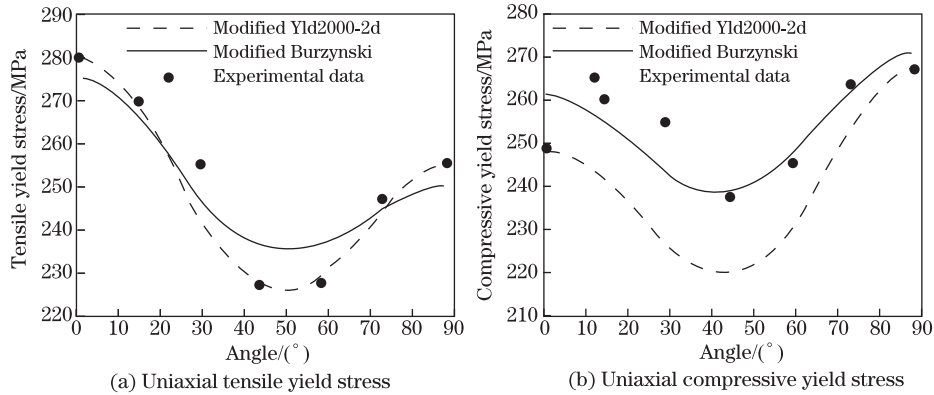 290
280
270
260
250
240
230
220
Tensile yield stress/MPa
Modified Yld2000-2d
Modified Burzynski
Experimental data
0 10 20 30 40 50 60 70 80 90
Angle/(°)
(a) Uniaxial tensile yield stress
280
270
260
250
240
230
220
210
Compressive yield stress/MPa
Modified Yld2000-2d
Modified Burzynski
Experimental data
0 10 20 30 40 50 60 70 80 90
Angle/(°)
(b) Uniaxial compressive yield stress